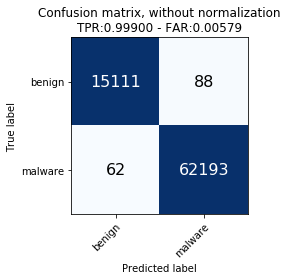 Confusion matrix, without normalization
TPR:0.99900 - FAR:0.00579
benign
15111
88
True label
malware
62
62193
benign
malware
Predicted label